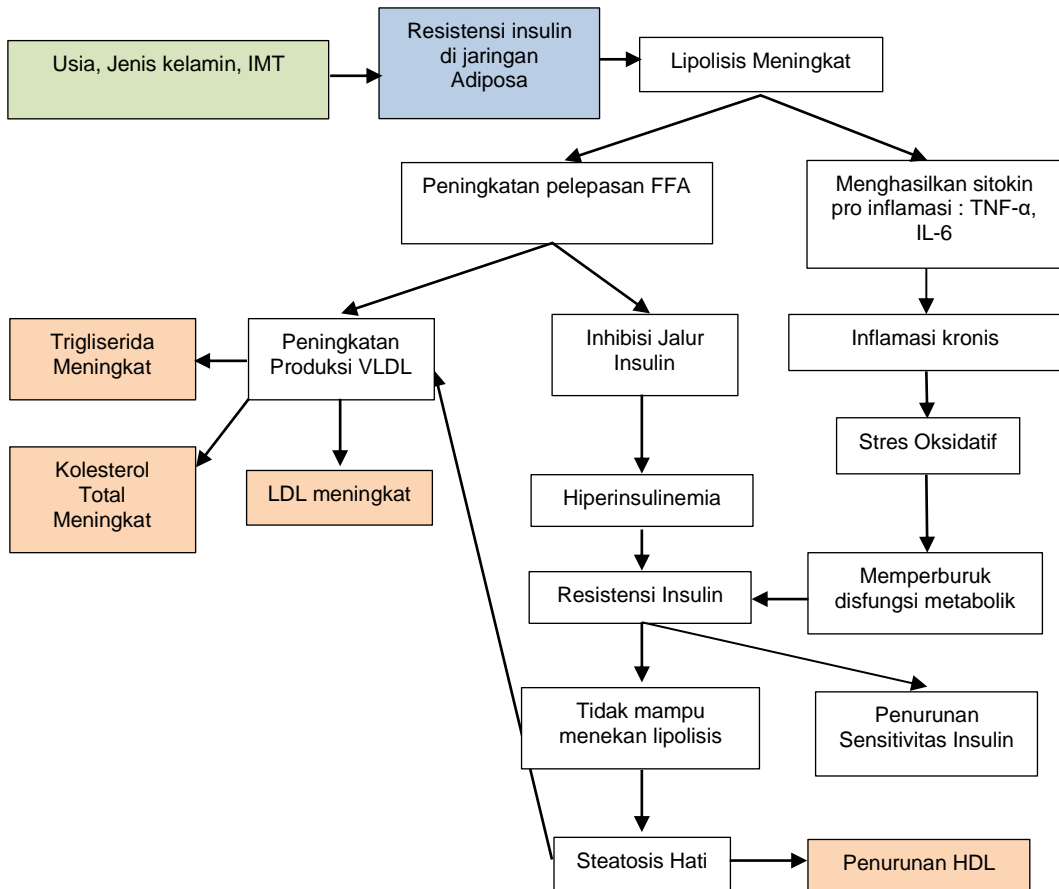 Usia, Jenis kelamin, IMT
Resistensi insulin
di jaringan
Adiposa
Lipolisis Meningkat
Peningkatan pelepasan FFA
Menghasilkan sitokin
pro inflamasi : TNF-α,
IL-6
Trigliserida
Meningkat
Peningkatan
Produksi VLDL
Inhibisi Jalur
Insulin
Inflamasi kronis
Kolesterol
Total
Meningkat
LDL meningkat
Stres Oksidatif
Hiperinsulinemia
Resistensi Insulin
Memperburuk
disfungsi metabolik
Tidak mampu
menekan lipolisis
Penurunan
Sensitivitas Insulin
Steatosis Hati
Penurunan HDL